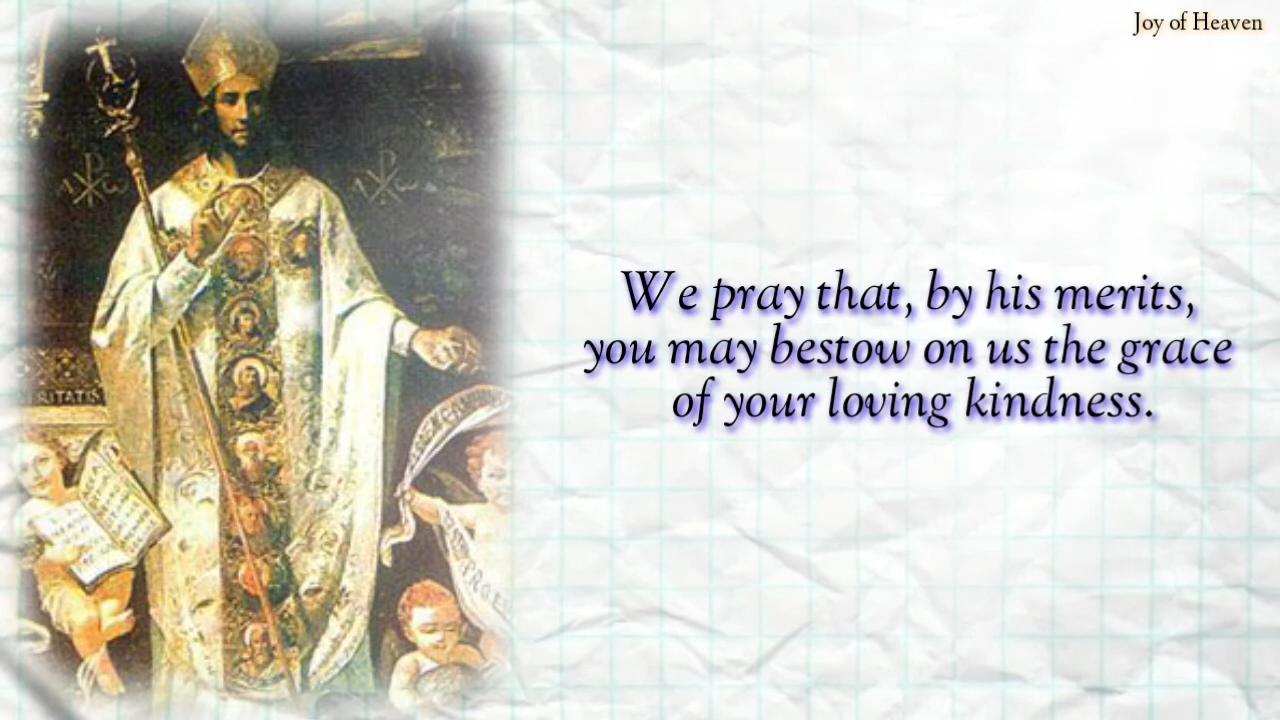 Joy of Heaven
We pray that, by his merits,
you may bestow on us the grace
of your loving kindness.